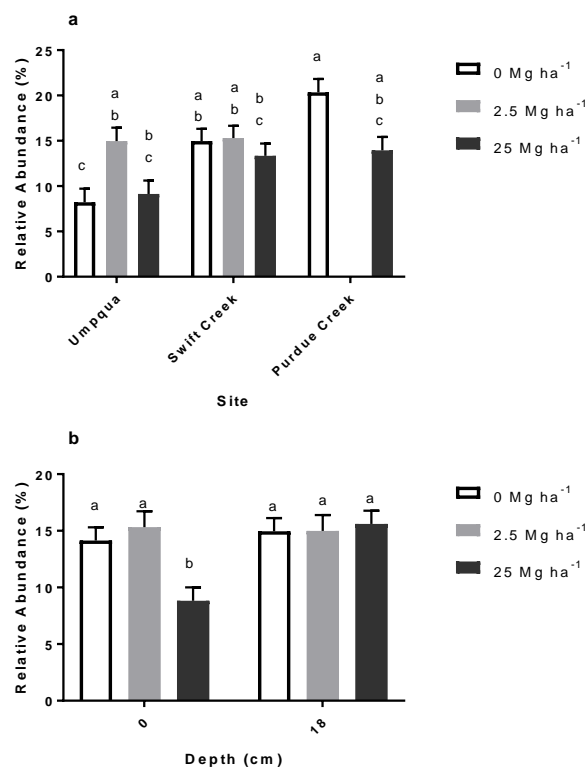 a
Relative Abundance (%)
25
20
15
10
5
0
c
a
b
b
c
a
b
a
b
b
c
a
a
b
c
Umpqua
Swift Creek
Purdue Creek
Site
0 Mg ha⁻¹
2.5 Mg ha⁻¹
25 Mg ha⁻¹
b
Relative Abundance (%)
20
15
10
5
0
a
a
b
a
a
a
0
18
Depth (cm)
0 Mg ha⁻¹
2.5 Mg ha⁻¹
25 Mg ha⁻¹